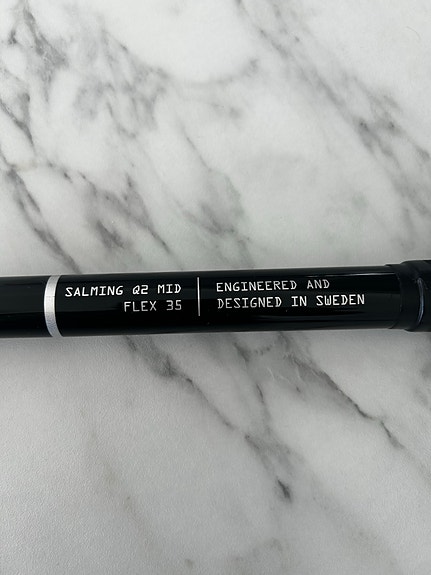 SALMING Q2 MID
FLEX 35
ENGINEERED AND
DESIGNED IN SWEDEN